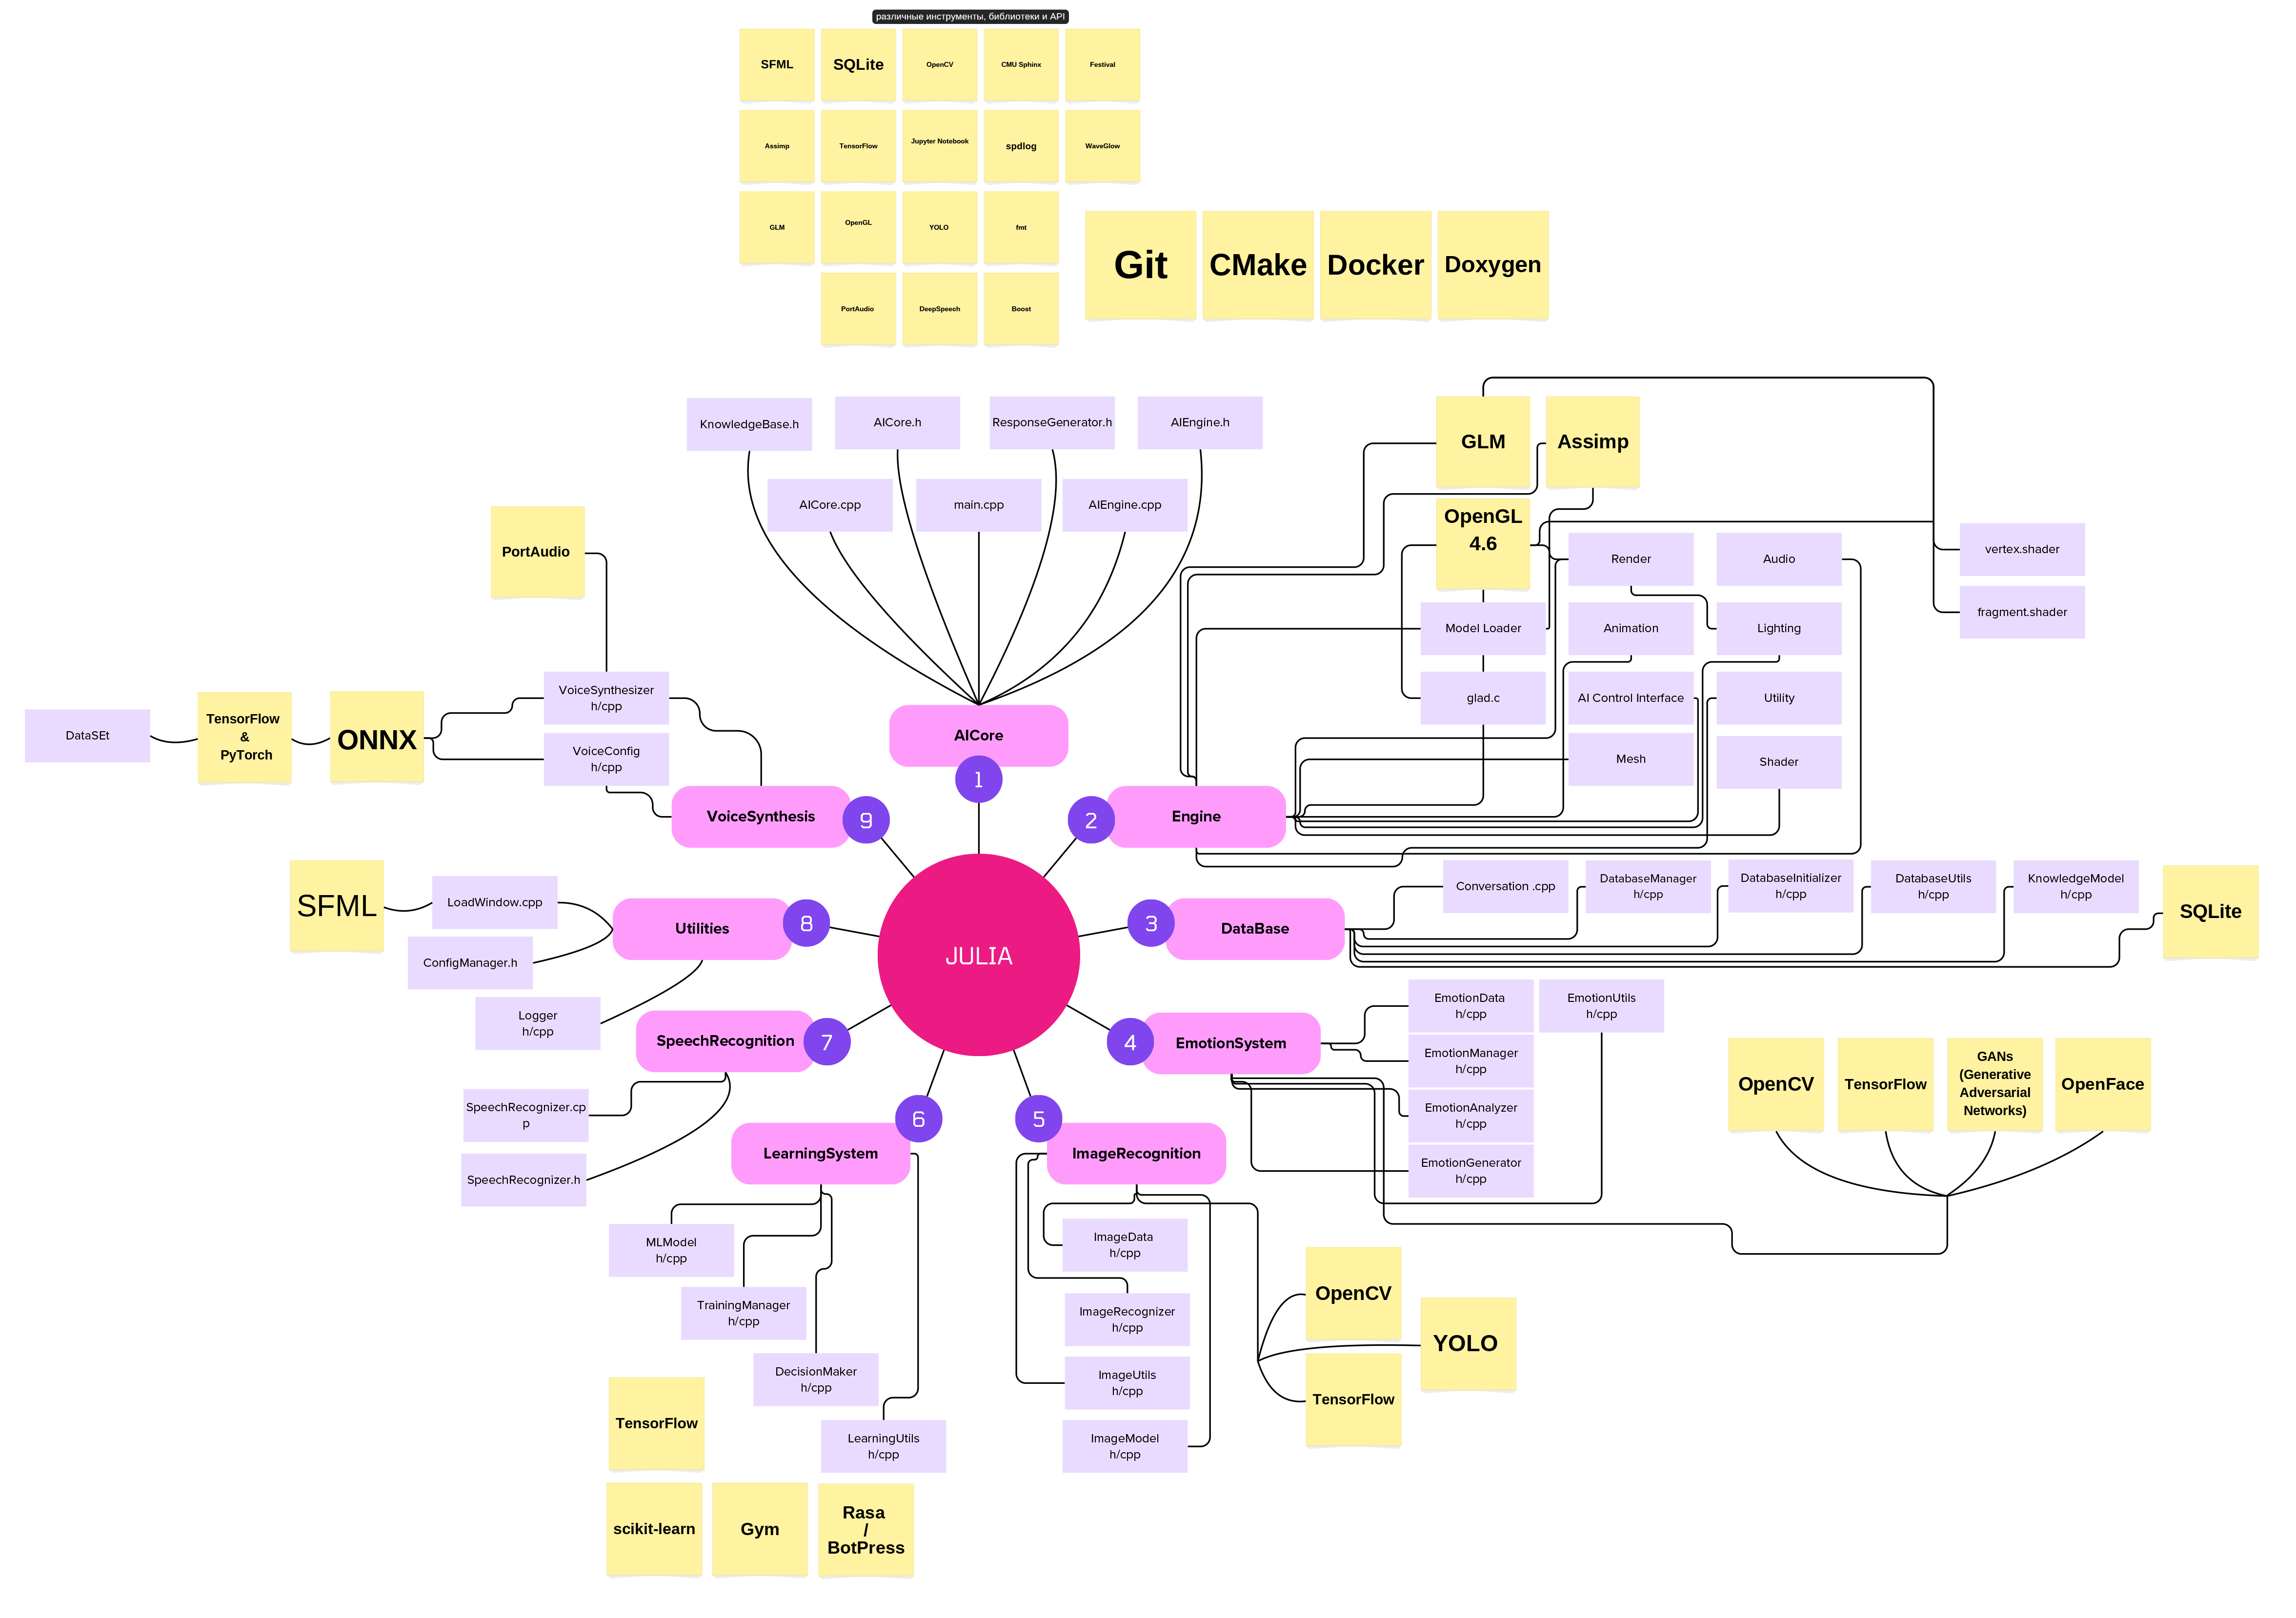 различные инструменты, библиотеки и API
SFML
SQLite
OpenCV
CMU Sphinx
Festival
Assimp
TensorFlow
Jupyter Notebook
spdlog
WaveGlow
GLM
OpenGL
YOLO
fmt
PortAudio
DeepSpeech
Boost
Git
CMake
Docker
Doxygen
KnowledgeBase.h
AICore.h
ResponseGenerator.h
AIEngine.h
AICore.cpp
main.cpp
AIEngine.cpp
GLM
Assimp
OpenGL
4.6
Render
Audio
Model Loader
Animation
Lighting
glad.c
AI Control Interface
Utility
Mesh
Shader
vertex.shader
fragment.shader
PortAudio
VoiceSynthesizer
h/cpp
VoiceConfig
h/cpp
DataSEt
TensorFlow
&
PyTorch
ONNX
AICore
1
VoiceSynthesis
9
2
Engine
SFML
LoadWindow.cpp
ConfigManager.h
Logger
h/cpp
Utilities
8
JULIA
3
DataBase
Conversation .cpp
DatabaseManager
h/cpp
DatabaseInitializer
h/cpp
DatabaseUtils
h/cpp
KnowledgeModel
h/cpp
SQLite
SpeechRecognition
7
4
EmotionSystem
EmotionData
h/cpp
EmotionUtils
h/cpp
EmotionManager
h/cpp
EmotionAnalyzer
h/cpp
EmotionGenerator
h/cpp
OpenCV
TensorFlow
GANs
(Generative
Adversarial
Networks)
OpenFace
SpeechRecognizer.cp
p
SpeechRecognizer.h
6
LearningSystem
5
ImageRecognition
MLModel
h/cpp
TrainingManager
h/cpp
DecisionMaker
h/cpp
LearningUtils
h/cpp
ImageData
h/cpp
ImageRecognizer
h/cpp
ImageUtils
h/cpp
ImageModel
h/cpp
OpenCV
YOLO
TensorFlow
TensorFlow
scikit-learn
Gym
Rasa
/
BotPress